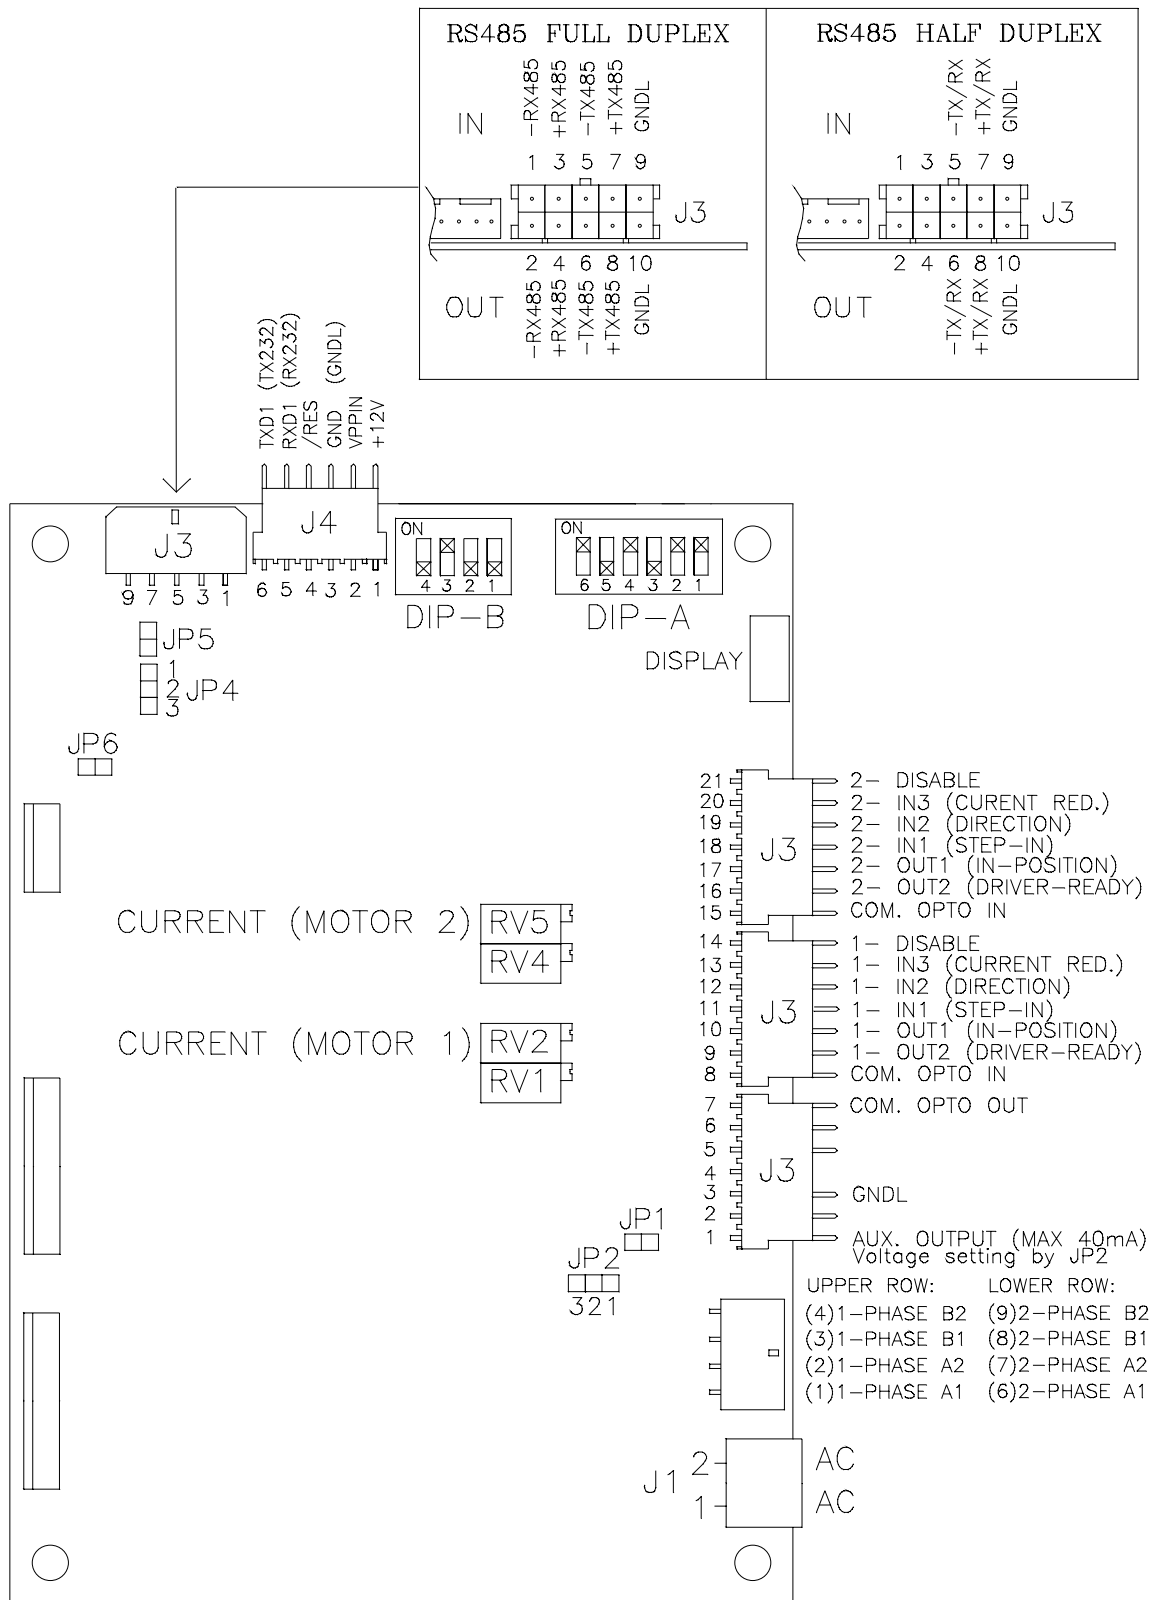 RS485 FULL DUPLEX
IN
-RX485
+RX485
-TX485
+TX485
GNDL
1 3 5 7 9
J3
2 4 6 8 10
OUT
-RX485
+RX485
-TX485
+TX485
GNDL
RS485 HALF DUPLEX
IN
-TX/RX
+TX/RX
GNDL
1 3 5 7 9
J3
2 4 6 8 10
OUT
-TX/RX
+TX/RX
GNDL
TXD1 (TX232)
RXD1 (RX232)
/RES
GND (GNDL)
VPPIN
+12V
J3
9 7 5 3 1
J4
6 5 4 3 2 1
ON
4 3 2 1
DIP-B
ON
6 5 4 3 2 1
DIP-A
JP5
1
2
3
JP4
DISPLAY
JP6
J3
21 2- DISABLE
20 2- IN3 (CURENT RED.)
19 2- IN2 (DIRECTION)
18 2- IN1 (STEP-IN)
17 2- OUT1 (IN-POSITION)
16 2- OUT2 (DRIVER-READY)
15 COM. OPTO IN
CURRENT (MOTOR 2)
RV5
RV4
J3
14 1- DISABLE
13 1- IN3 (CURRENT RED.)
12 1- IN2 (DIRECTION)
11 1- IN1 (STEP-IN)
10 1- OUT1 (IN-POSITION)
9 1- OUT2 (DRIVER-READY)
8 COM. OPTO IN
CURRENT (MOTOR 1)
RV2
RV1
J3
7 COM. OPTO OUT
6
5
4
3 GNDL
2
1 AUX. OUTPUT (MAX 40mA)
Voltage setting by JP2
JP1
JP2
321
UPPER ROW: LOWER ROW:
(4)1-PHASE B2 (9)2-PHASE B2
(3)1-PHASE B1 (8)2-PHASE B1
(2)1-PHASE A2 (7)2-PHASE A2
(1)1-PHASE A1 (6)2-PHASE A1
J1
2 AC
1 AC